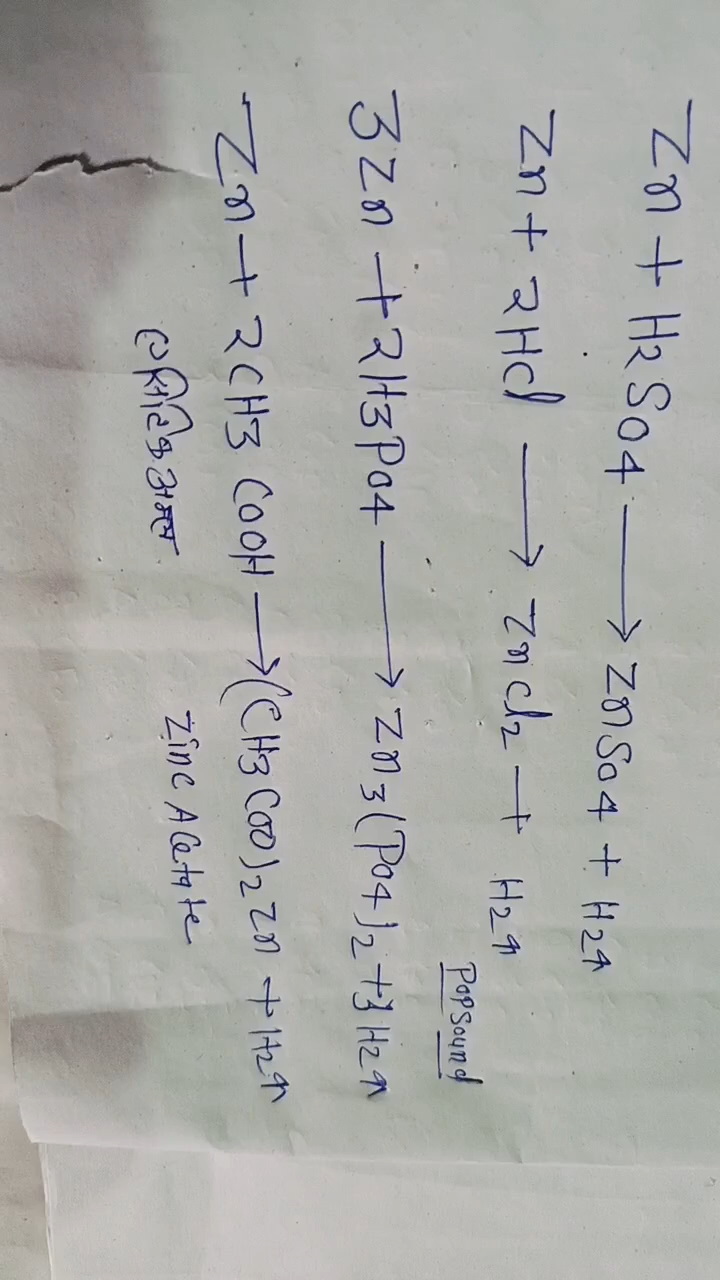 Zn + H2SO4 → ZnSO4 + H2↑
Zn + 2HCl → ZnCl2 + H2↑
Pop sound
3Zn + 2H3PO4 → Zn3(PO4)2 + 3H2↑
Zn + 2CH3COOH → (CH3COO)2Zn + H2↑
एसिटिक अम्ल Zinc Acetate